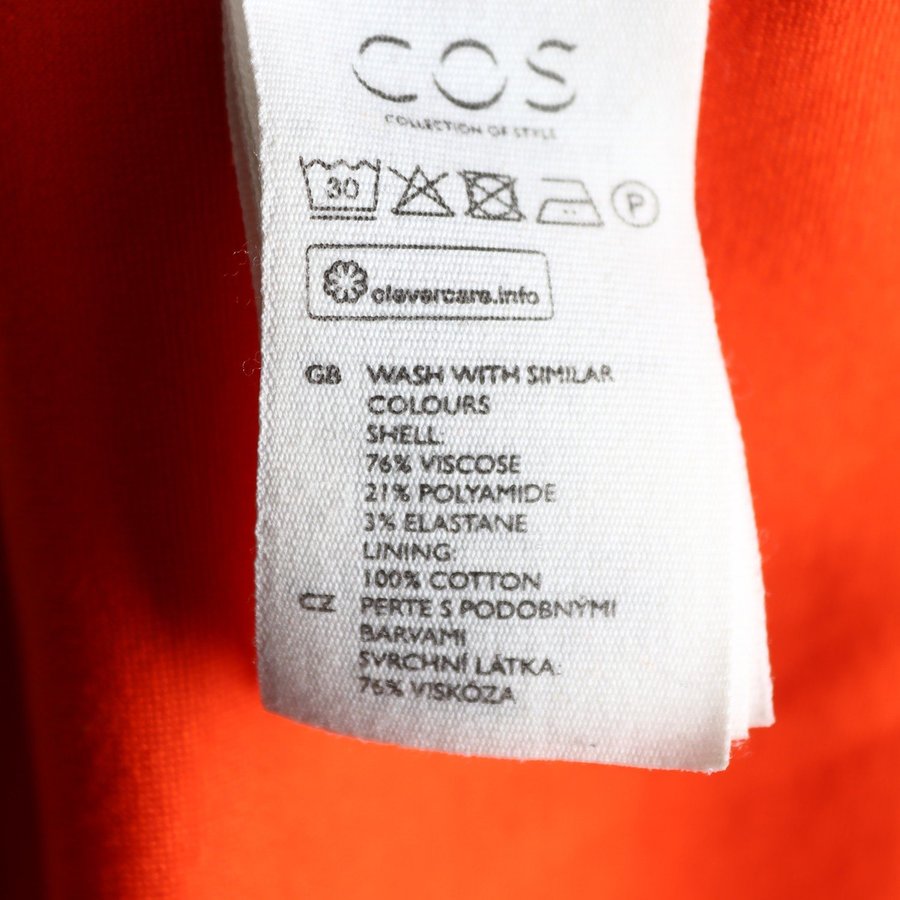 COS
COLLECTION OF STYLE
30 P
clevercare.info
GB WASH WITH SIMILAR
COLOURS
SHELL:
76% VISCOSE
21% POLYAMIDE
3% ELASTANE
LINING:
100% COTTON
CZ PERTE S PODOBNÝMI
BARVAMI
SVRCHNÍ LÁTKA:
76% VISKÓZA